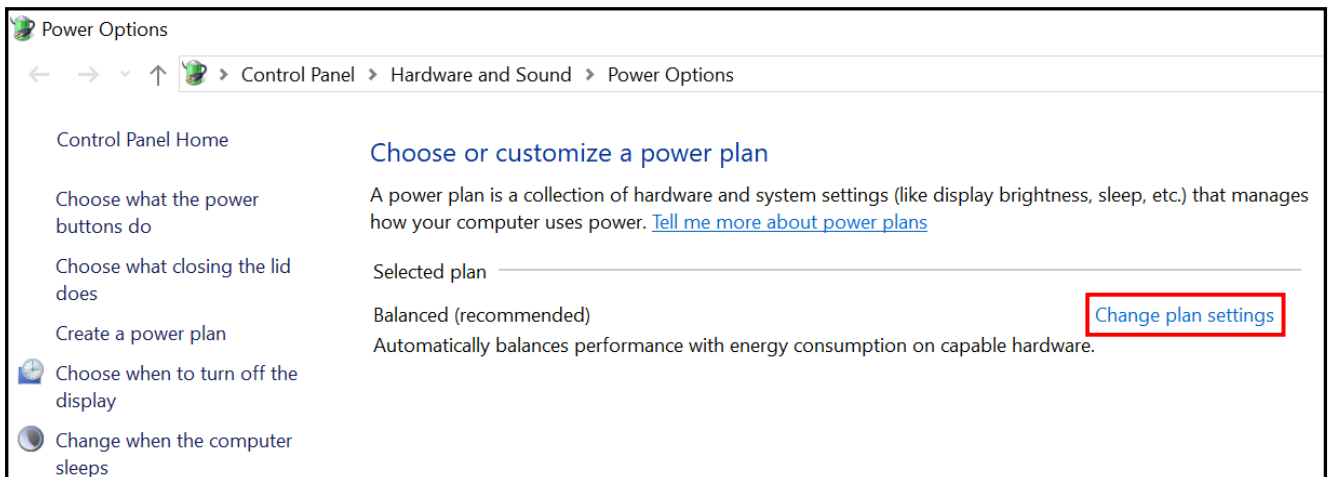 Power Options
Control Panel > Hardware and Sound > Power Options
Control Panel Home
Choose what the power
buttons do
Choose what closing the lid
does
Create a power plan
Choose when to turn off the
display
Change when the computer
sleeps
Choose or customize a power plan
A power plan is a collection of hardware and system settings (like display brightness, sleep, etc.) that manages
how your computer uses power. Tell me more about power plans
Selected plan
Balanced (recommended)
Change plan settings
Automatically balances performance with energy consumption on capable hardware.